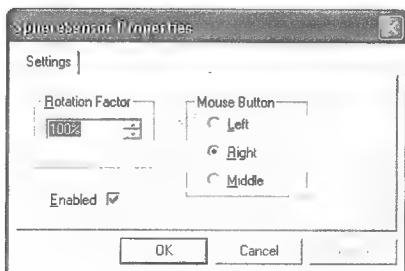 SphereSensor Properties
Settings
Rotation Factor
100%
Mouse Button
Left
Right
Middle
Enabled
OK
Cancel